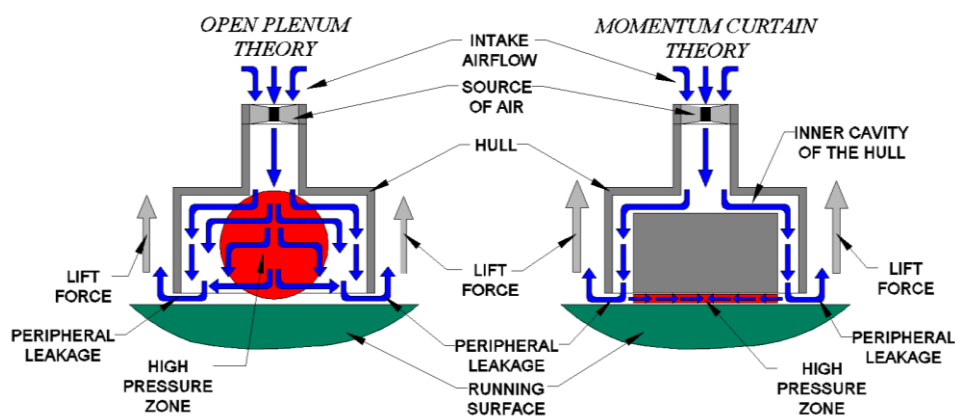 OPEN PLENUM
THEORY
MOMENTUM CURTAIN
THEORY
INTAKE
AIRFLOW
SOURCE
OF AIR
HULL
INNER CAVITY
OF THE HULL
LIFT
FORCE
LIFT
FORCE
LIFT
FORCE
PERIPHERAL
LEAKAGE
HIGH
PRESSURE
ZONE
PERIPHERAL
LEAKAGE
RUNNING
SURFACE
HIGH
PRESSURE
ZONE
PERIPHERAL
LEAKAGE